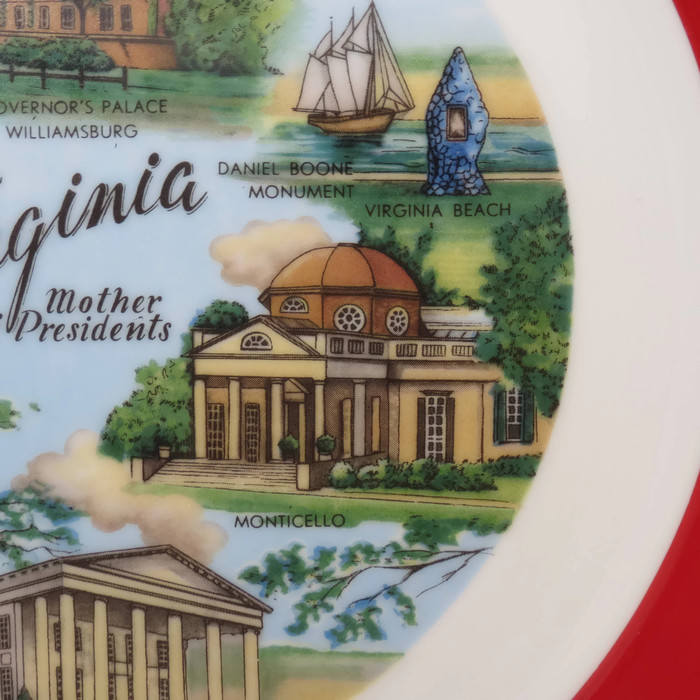 OVERNOR'S PALACE
WILLIAMSBURG
DANIEL BOONE
MONUMENT
VIRGINIA BEACH
ginia
Mother
Presidents
MONTICELLO